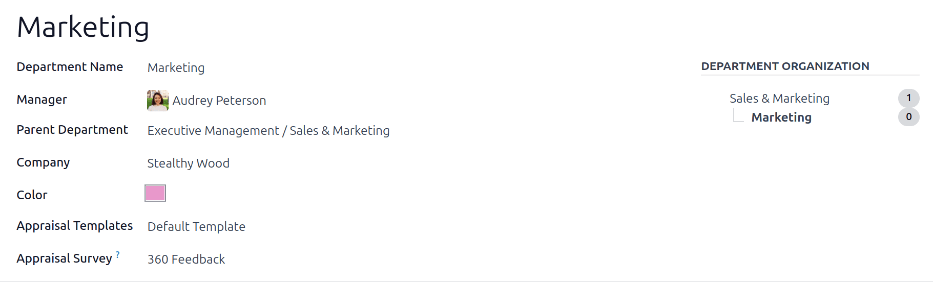 Marketing
Department Name Marketing
Manager Audrey Peterson
Parent Department Executive Management / Sales & Marketing
Company Stealthy Wood
Color
Appraisal Templates Default Template
Appraisal Survey ? 360 Feedback
DEPARTMENT ORGANIZATION
Sales & Marketing 1
Marketing 0